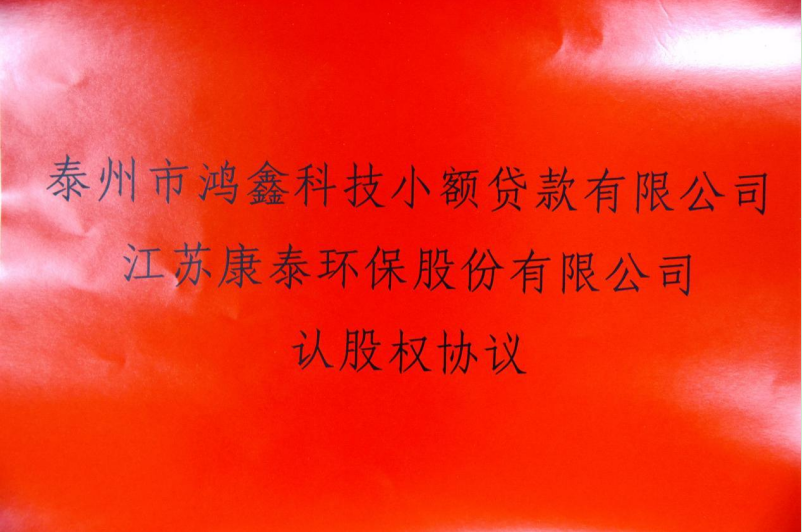 泰州市鸿鑫科技小额贷款有限公司
江苏康泰环保股份有限公司
认股权协议